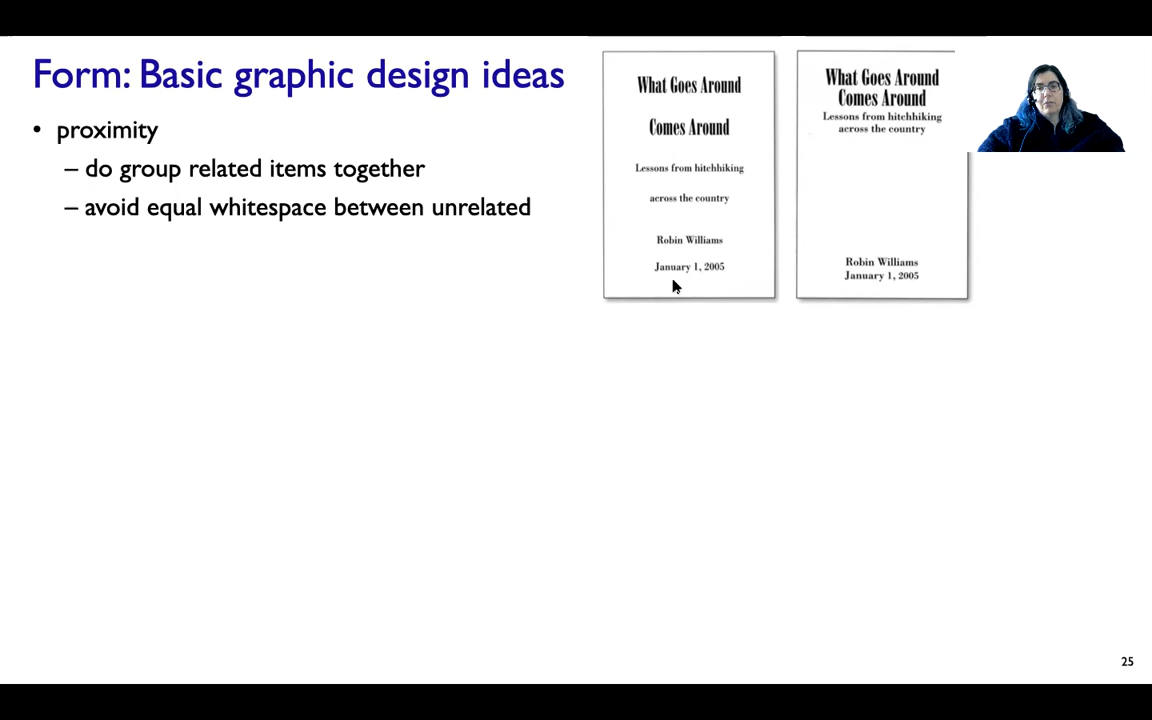 Form: Basic graphic design ideas
• proximity
– do group related items together
– avoid equal whitespace between unrelated
What Goes Around
Comes Around
Lessons from hitchhiking
across the country
Robin Williams
January 1, 2005
What Goes Around
Comes Around
Lessons from hitchhiking
across the country
Robin Williams
January 1, 2005
25